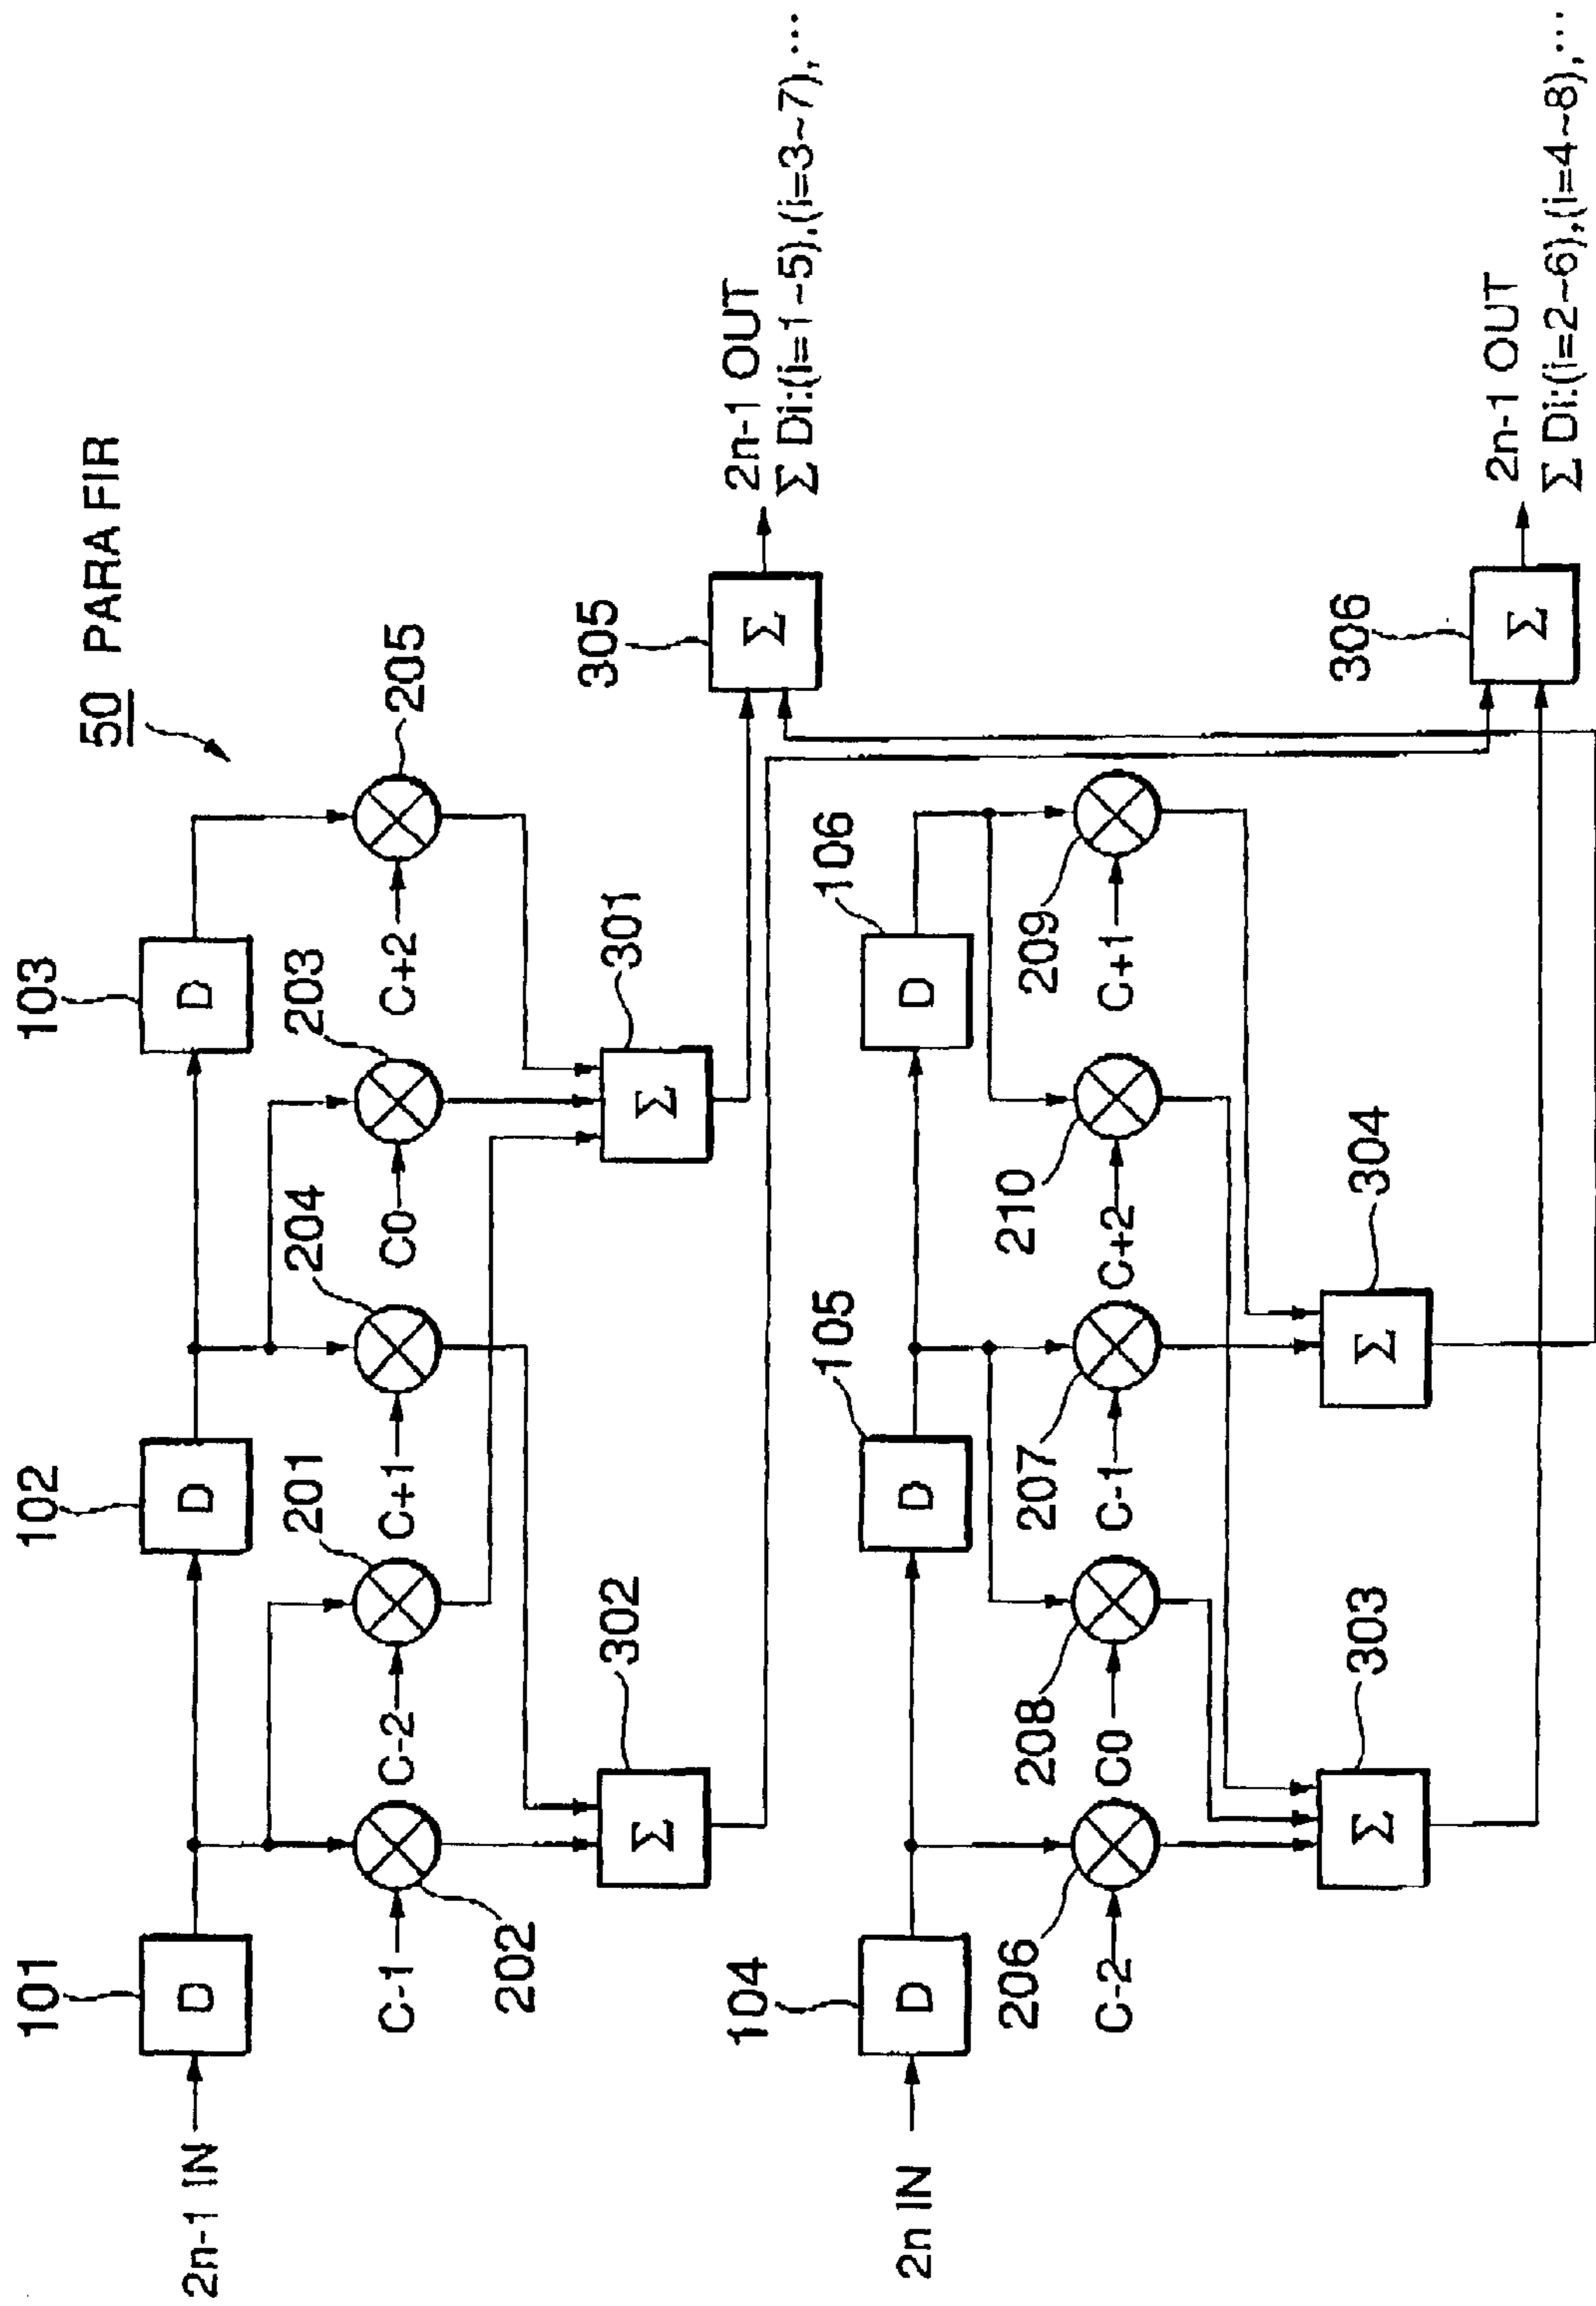 50 PARA FIR
101
102
103
D
D
D
2n-1 IN
202
201
204
203
205
C-1
C-2
C+1
C0
C+2
302
301
Σ
Σ
305
Σ
2n-1 OUT
Σ Di:(i=1~5),(i=3~7),...
104
105
106
D
D
D
2n IN
206
208
207
210
209
C-2
C0
C-1
C+2
C+1
303
304
Σ
Σ
306
Σ
2n-1 OUT
Σ Di:(i=2~6),(i=4~8),...